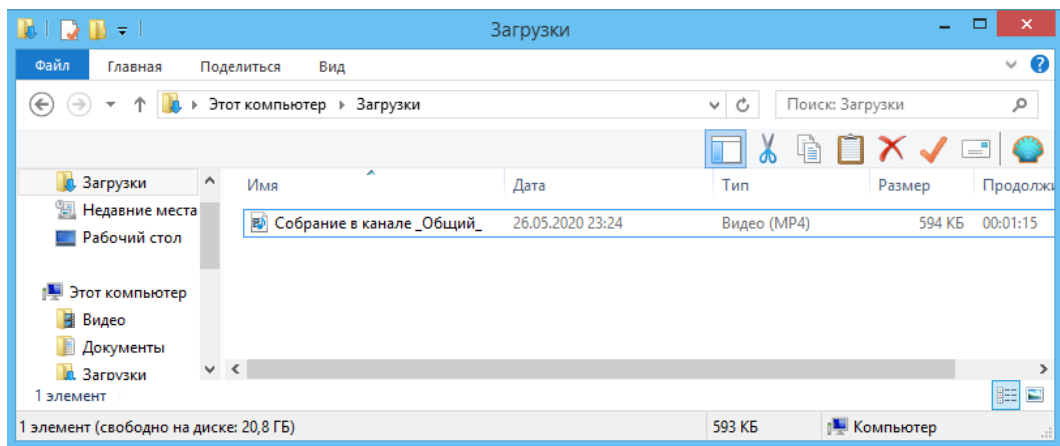 Загрузки
Файл Главная Поделиться Вид
Этот компьютер Загрузки Поиск: Загрузки
Загрузки
Недавние места
Рабочий стол
Этот компьютер
Видео
Документы
Загрузки
Имя Дата Тип Размер
Собрание в канале _Общий_ 26.05.2020 23:24 Видео (MP4) 594 КБ 00:01:15
1 элемент
1 элемент (свободно на диске: 20,8 ГБ) 593 КБ Компьютер